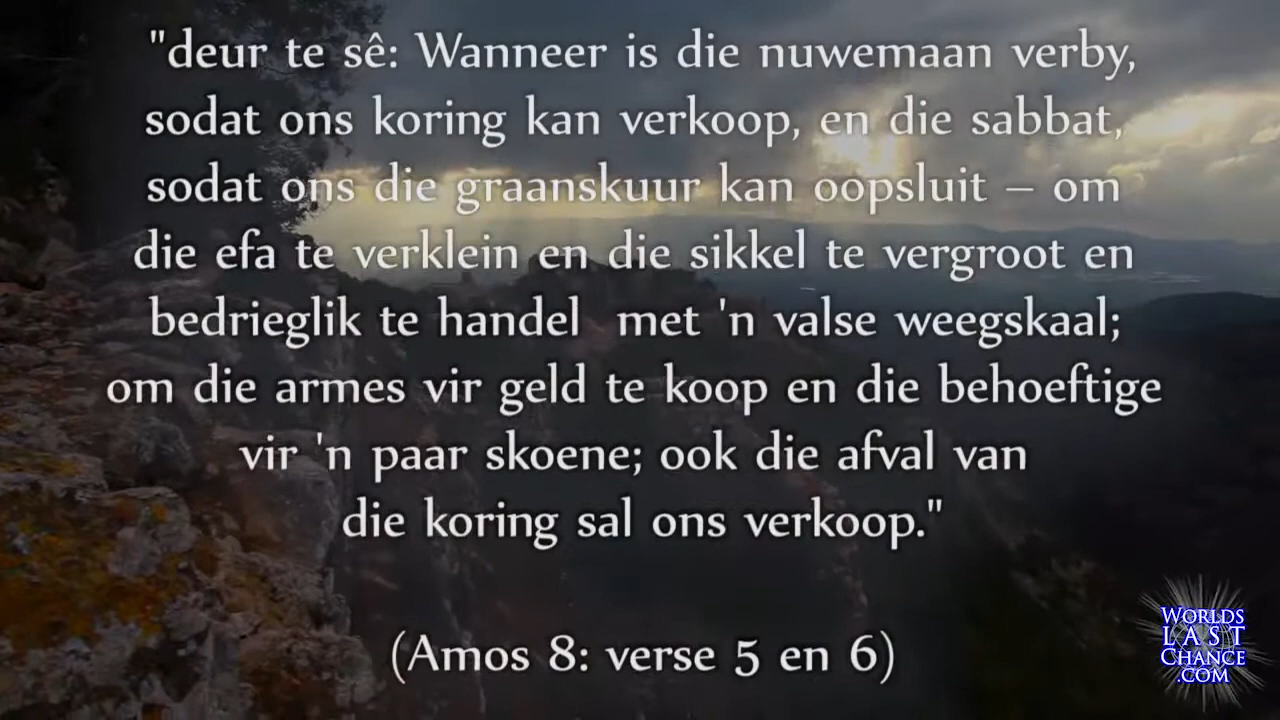 "deur te sê: Wanneer is die nuwemaan verby,
sodat ons koring kan verkoop, en die sabbat,
sodat ons die graanskuur kan oopsluit – om
die efa te verklein en die sikkel te vergroot en
bedrieglik te handel met 'n valse weegskaal;
om die armes vir geld te koop en die behoeftige
vir 'n paar skoene; ook die afval van
die koring sal ons verkoop."
(Amos 8: verse 5 en 6)
WORLDS
LAST
CHANCE
.COM